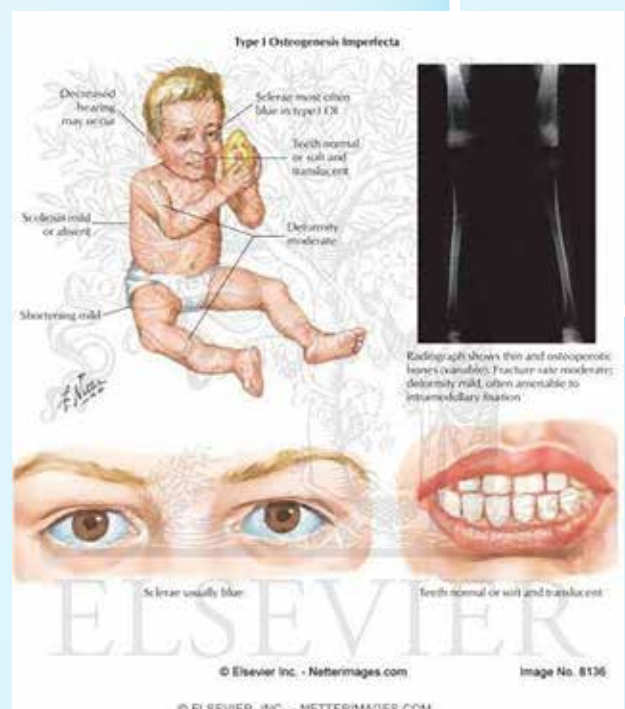 Type I Osteogenesis Imperfecta
Decreased
hearing
may occur
Sclerae most often
blue in type I OI
Teeth normal
or soft and
translucent
Scoliosis mild
or absent
Deformity
moderate
Shortening mild
Radiograph shows thin and osteoporotic
bones (variable). Fracture rate moderate;
deformity mild, often amenable to
intramedullary fixation
F. Netter
Sclerae usually blue
Teeth normal or soft and translucent
ELSEVIER
© Elsevier Inc. - Netterimages.com
Image No. 8136
© ELSEVIER, INC. - NETTERIMAGES.COM